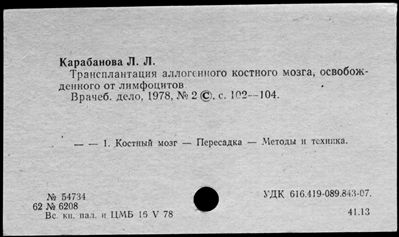 Карабанова Л. Л.
Трансплантация аллогенного костного мозга, освобож-
денного от лимфоцитов
Врачеб. дело, 1978, № 2 ©. с. 102—104.
— — 1. Костный мозг — Пересадка — Методы и техника.
№ 54734
62 № 6208
Вс. кн. пал. и ЦМБ 16 V 78
УДК 616.419-089.843-07.
41.13